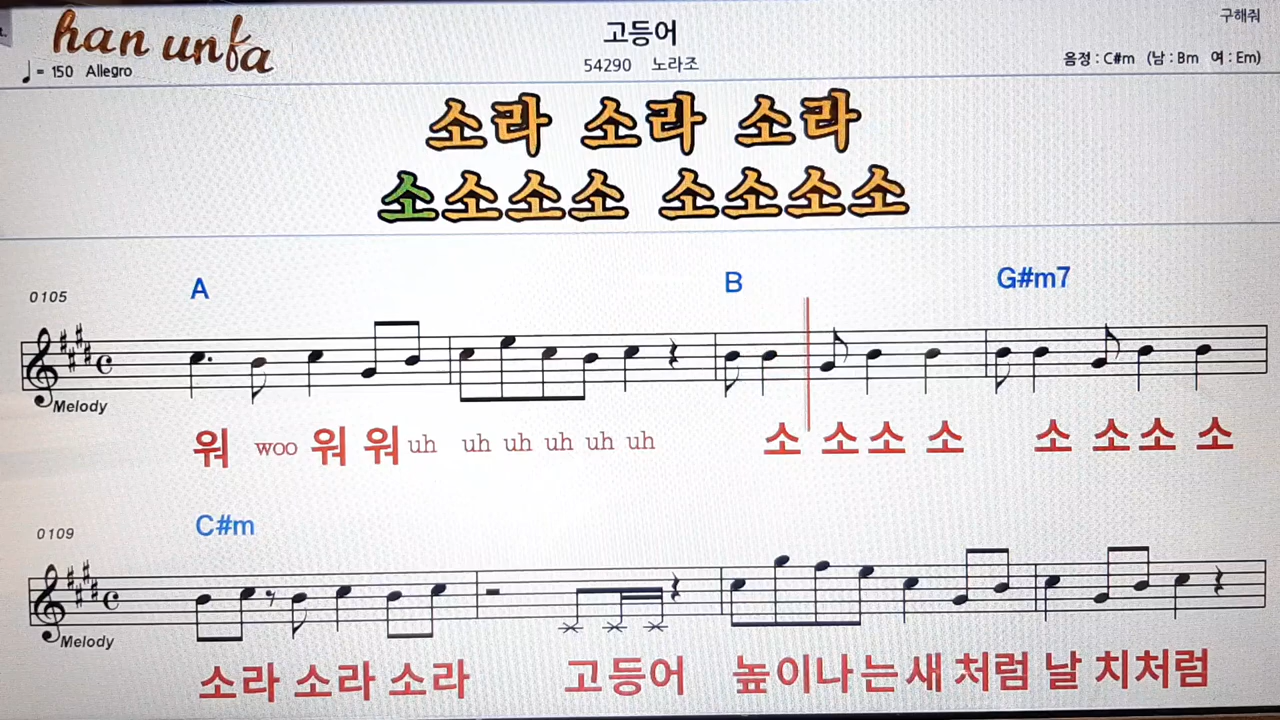 han unfa
고등어
구해줘
♩= 150 Allegro
54290 노라조
음정 : C#m (남 : Bm 여 : Em)
소라 소라 소라
소소소소 소소소소
A B G#m7
0105
Melody
워 woo 워 워 uh uh uh uh uh uh 소 소 소 소 소 소 소 소
C#m
0109
Melody
소라 소라 소라 고등어 높이나는새 처럼 날 치처럼